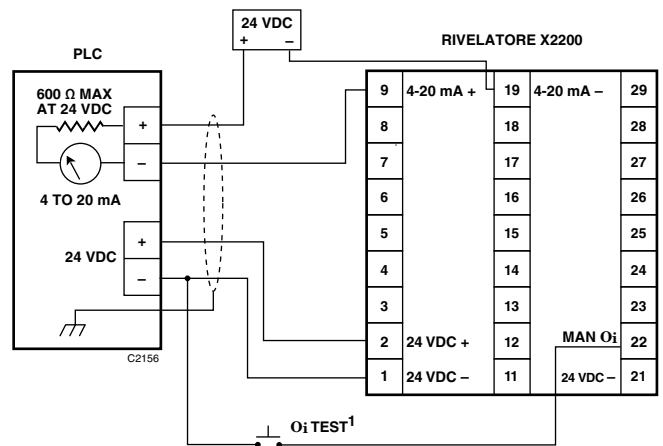 24 VDC
+ –
PLC
RIVELATORE X2200
600 Ω MAX
AT 24 VDC
+
–
4 TO 20 mA
24 VDC
+
–
C2156
9 4-20 mA + 19 4-20 mA – 29
8 18 28
7 17 27
6 16 26
5 15 25
4 14 24
3 13 23
2 24 VDC + 12 MAN Oi 22
1 24 VDC – 11 24 VDC – 21
Oi TEST1